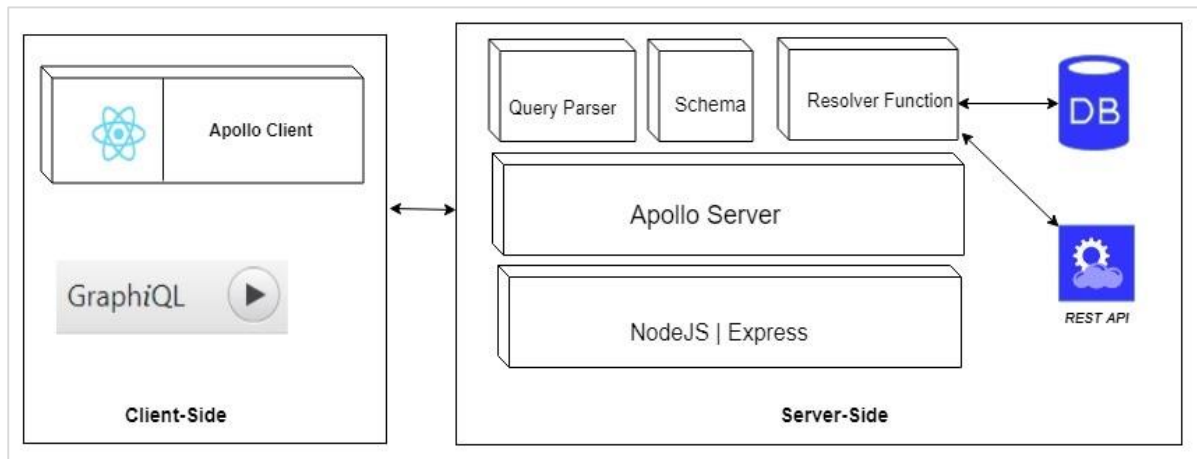 Apollo Client
GraphiQL
Client-Side
Query Parser
Schema
Resolver Function
DB
Apollo Server
REST API
NodeJS | Express
Server-Side